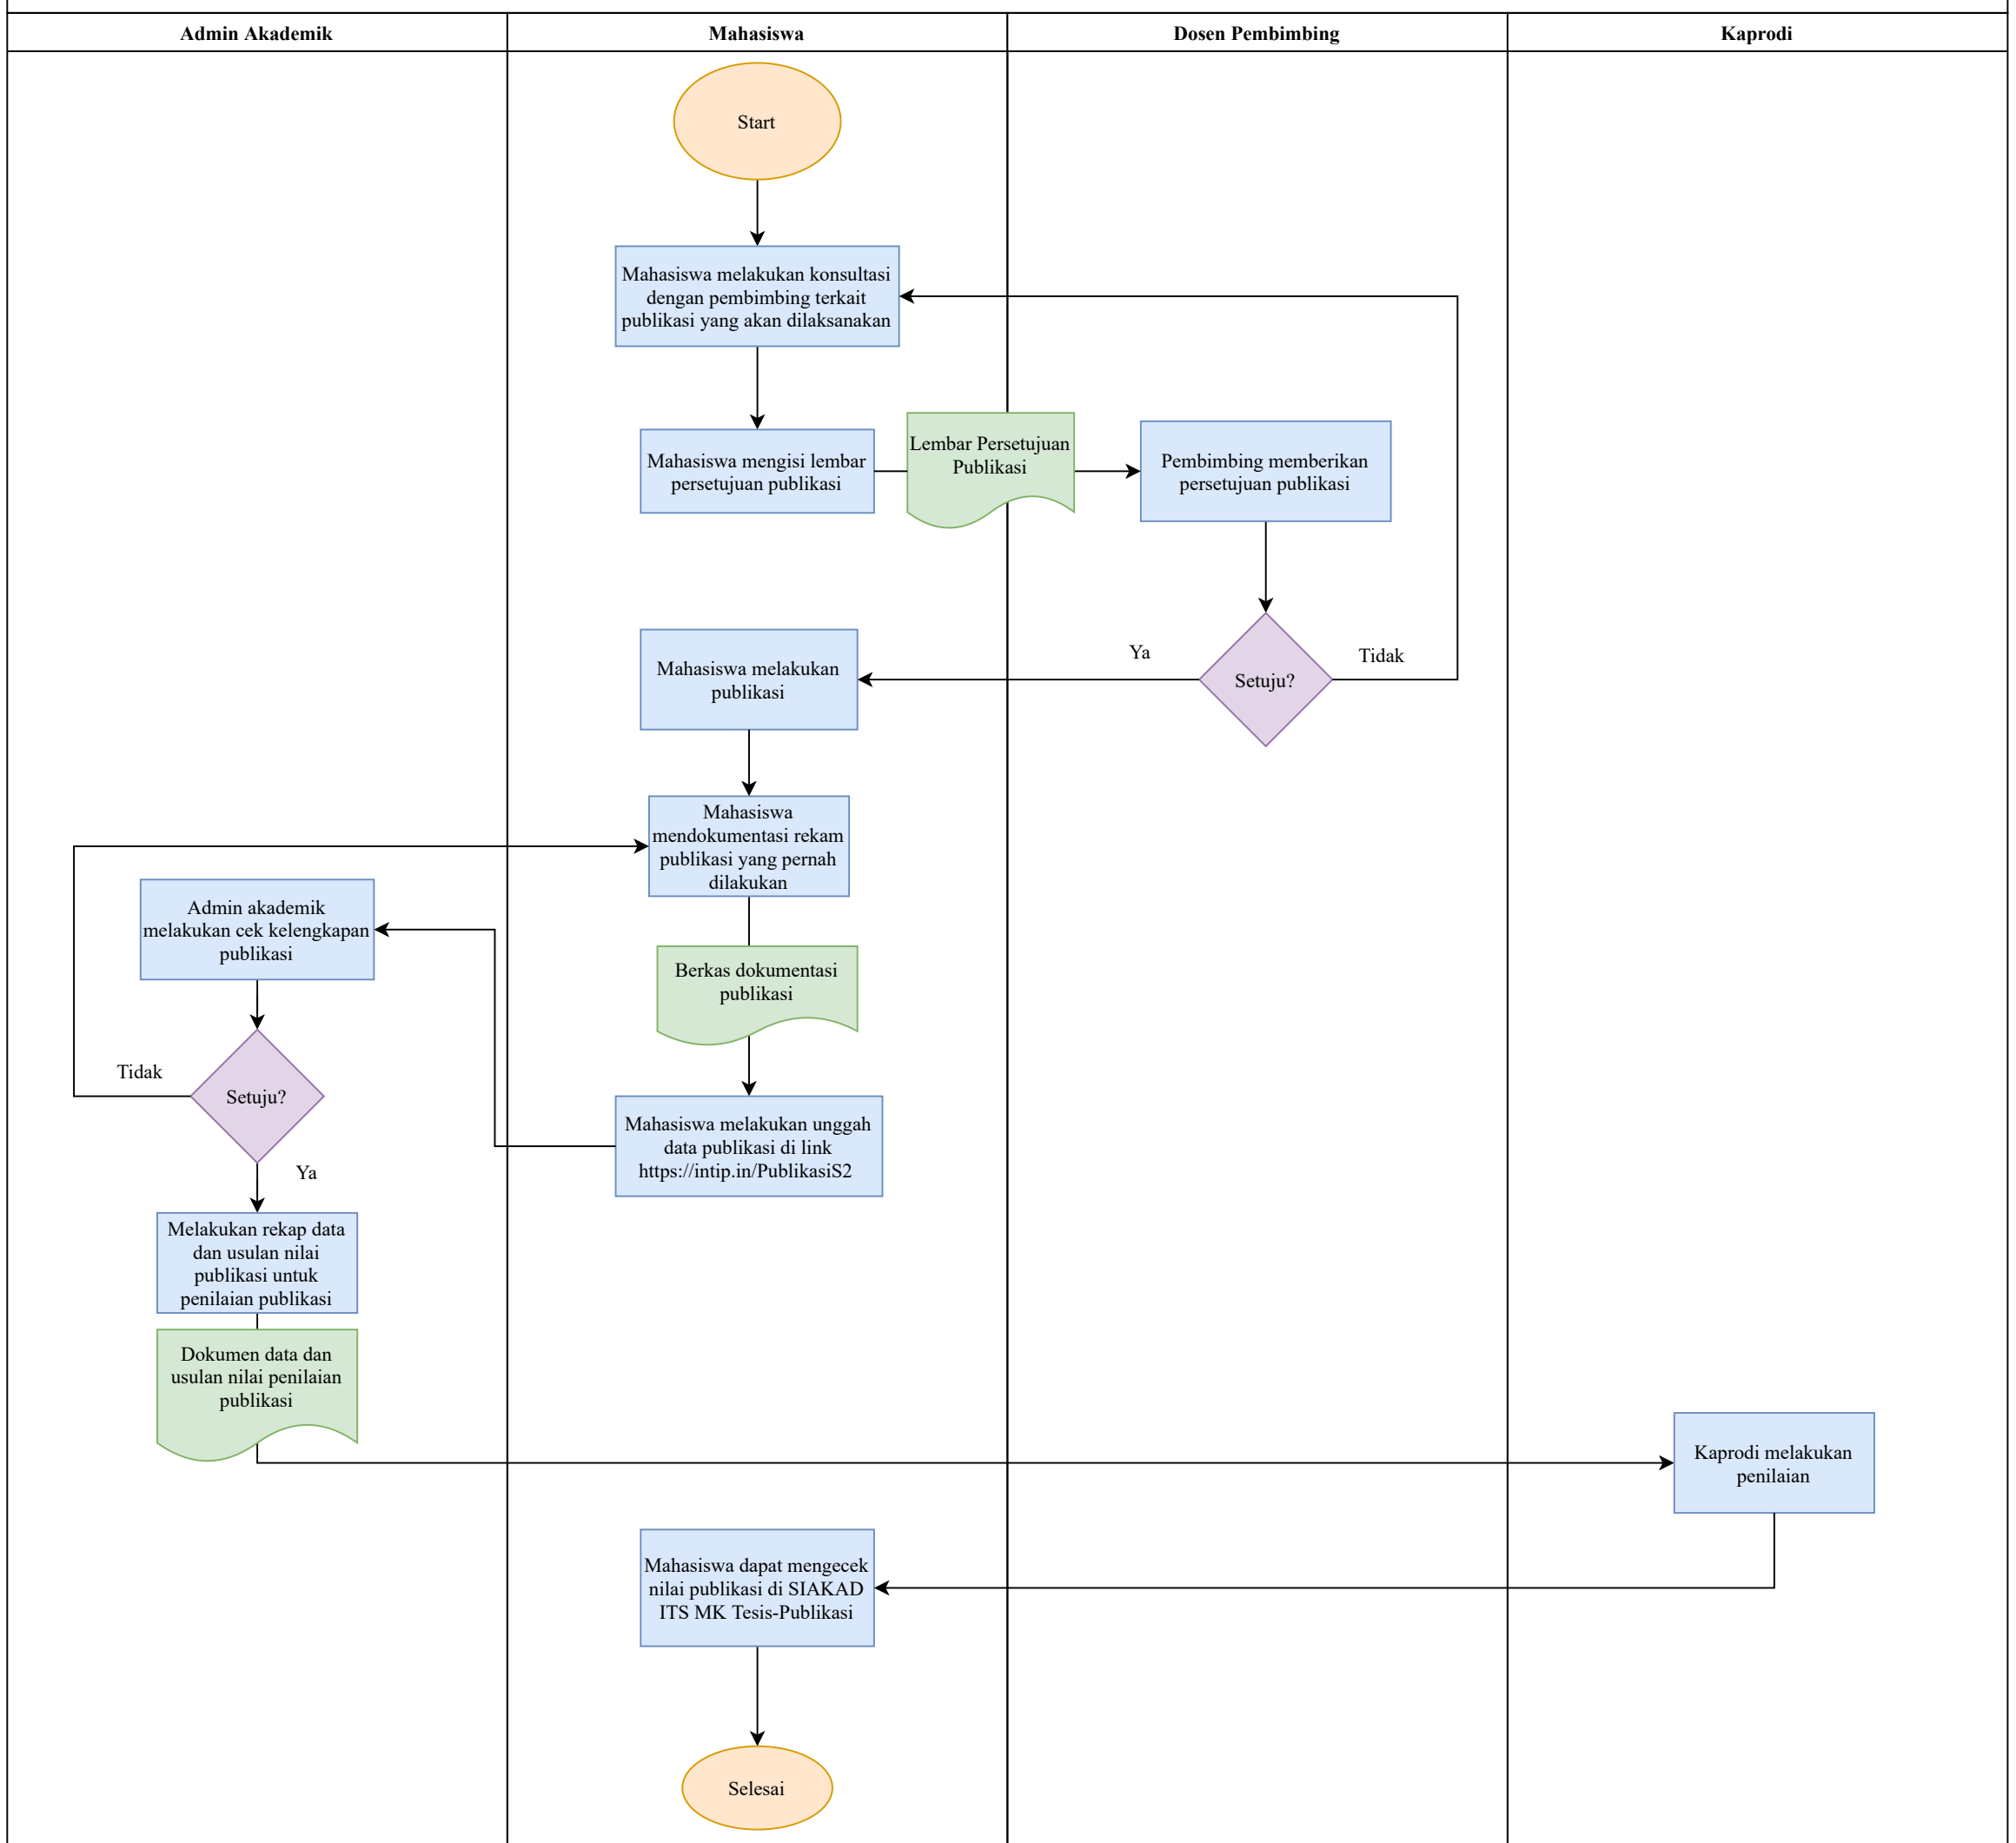 Admin Akademik
Mahasiswa
Dosen Pembimbing
Kaprodi
Start
Mahasiswa melakukan konsultasi
dengan pembimbing terkait
publikasi yang akan dilaksanakan
Mahasiswa mengisi lembar
persetujuan publikasi
Lembar Persetujuan
Publikasi
Pembimbing memberikan
persetujuan publikasi
Setuju?
Ya
Tidak
Mahasiswa melakukan
publikasi
Mahasiswa
mendokumentasi rekam
publikasi yang pernah
dilakukan
Berkas dokumentasi
publikasi
Mahasiswa melakukan unggah
data publikasi di link
https://intip.in/PublikasiS2
Admin akademik
melakukan cek kelengkapan
publikasi
Setuju?
Tidak
Ya
Melakukan rekap data
dan usulan nilai
publikasi untuk
penilaian publikasi
Dokumen data dan
usulan nilai penilaian
publikasi
Kaprodi melakukan
penilaian
Mahasiswa dapat mengecek
nilai publikasi di SIAKAD
ITS MK Tesis-Publikasi
Selesai